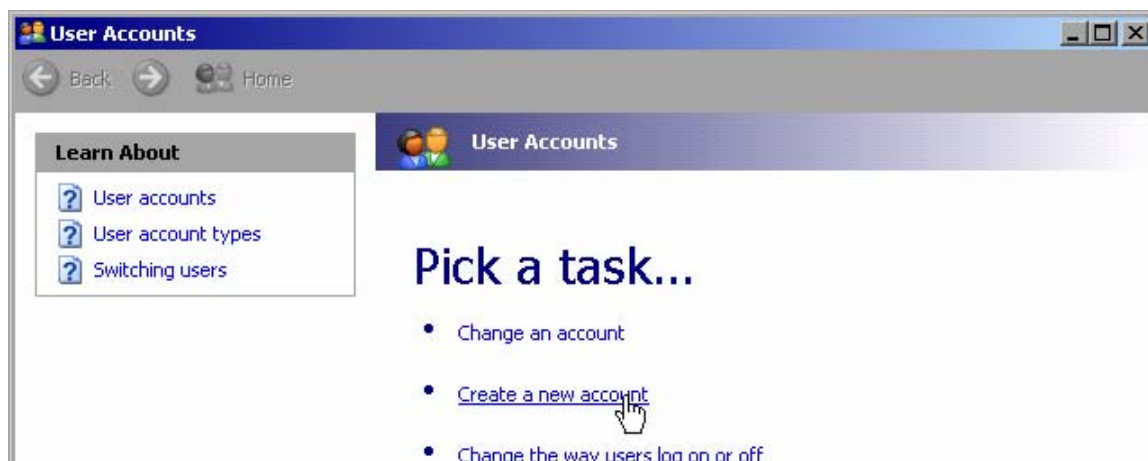 User Accounts
Back Home
Learn About
User accounts
User account types
Switching users
User Accounts
Pick a task...
Change an account
Create a new account
Change the way users log on or off